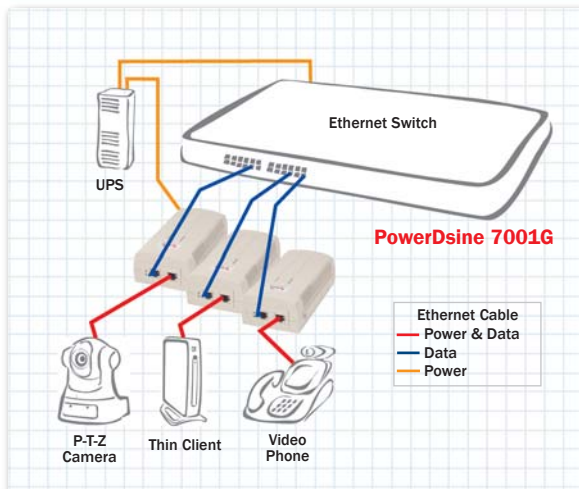 Ethernet Switch
UPS
PowerDsine 7001G
Ethernet Cable
Power & Data
Data
Power
P-T-Z
Camera
Thin Client
Video
Phone